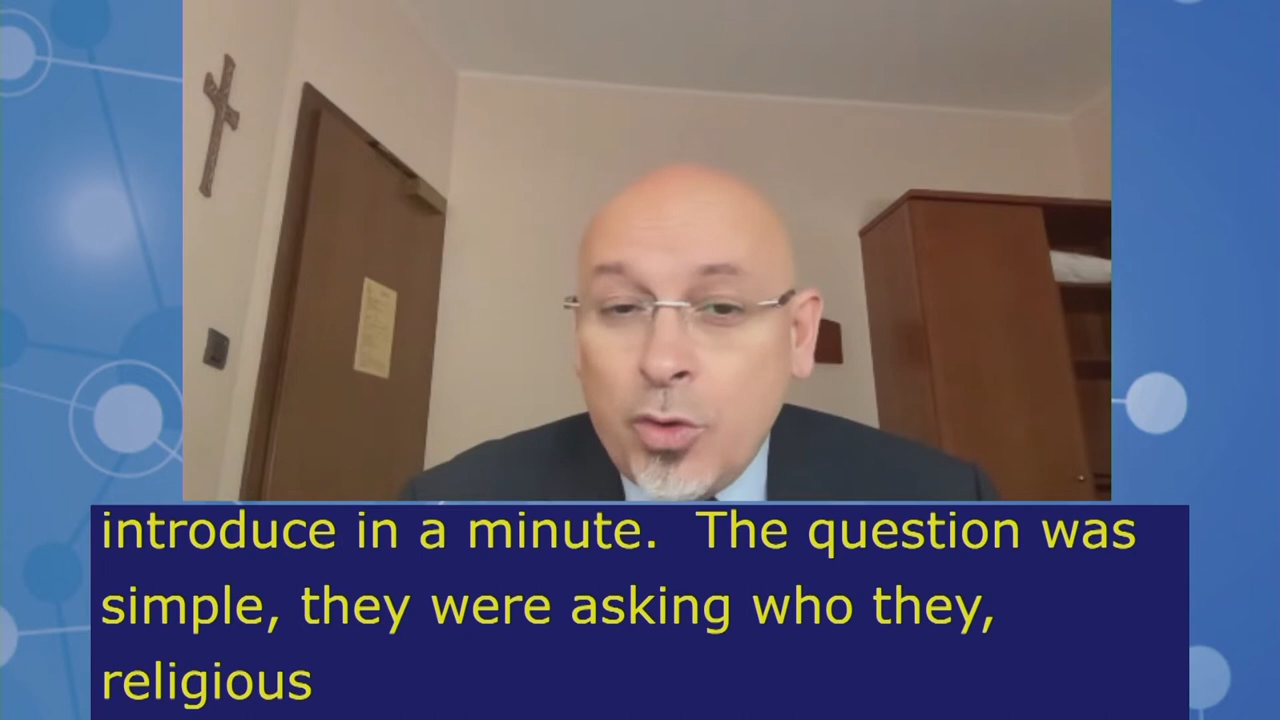 introduce in a minute.  The question was
simple, they were asking who they,
religious